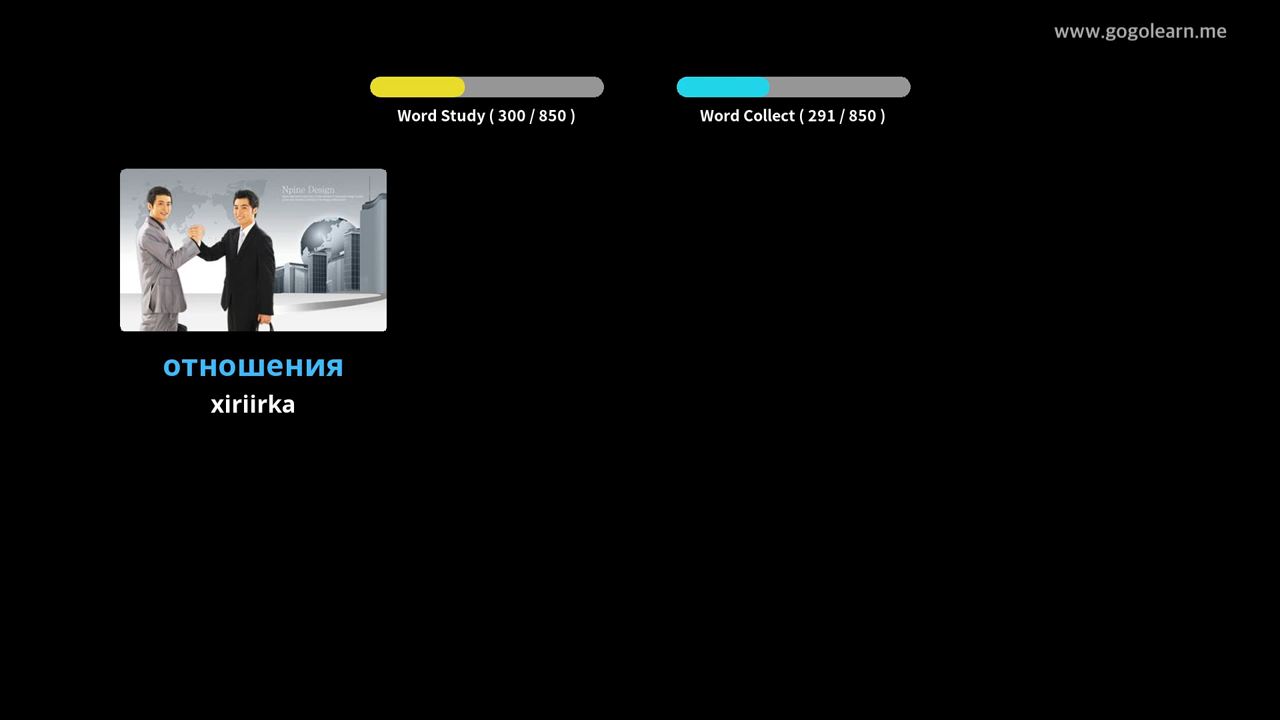 www.gogolearn.me
Word Study ( 300 / 850 )
Word Collect ( 291 / 850 )
Npine Design
отношения
xiriirka